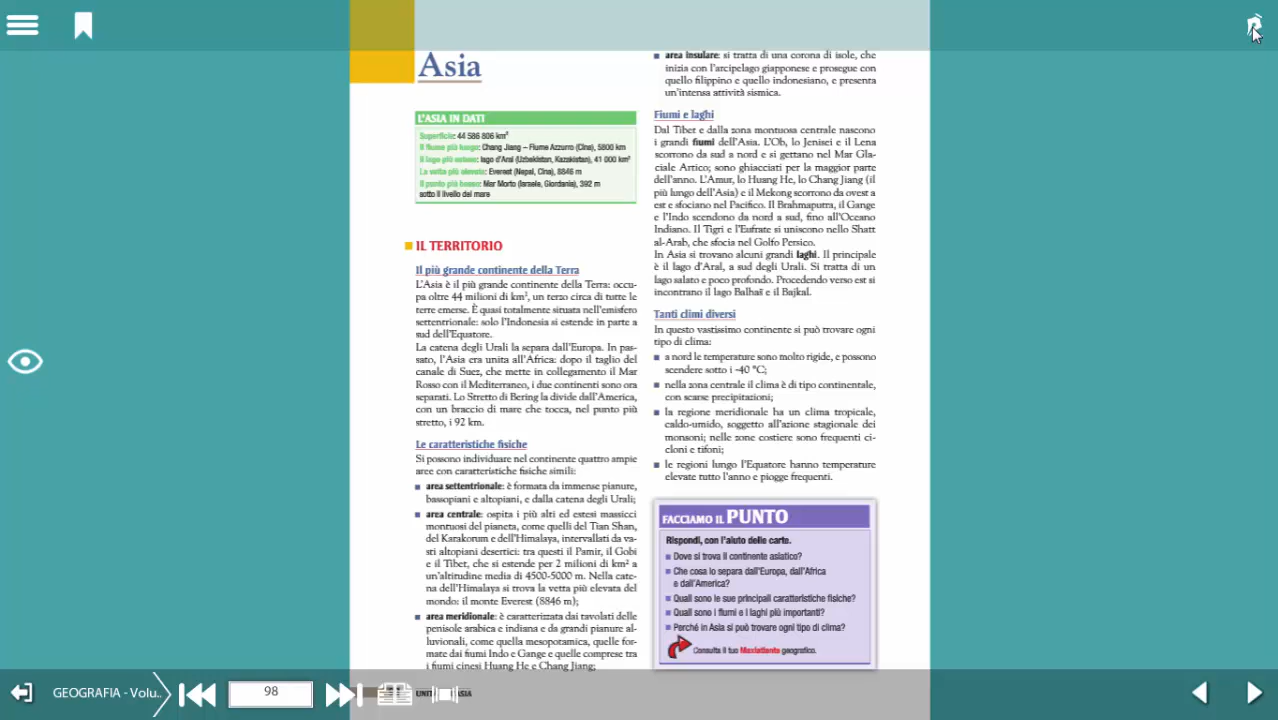 Asia
L'ASIA IN DATI
Superficie: 44 586 806 km²
Il fiume più lungo: Chang Jiang – Fiume Azzurro (Cina), 5800 km
Il lago più esteso: lago d'Aral (Uzbekistan, Kazakistan), 41 000 km²
La vetta più elevata: Everest (Nepal, Cina), 8846 m
Il punto più basso: Mar Morto (Israele, Giordania), 392 m
sotto il livello del mare
IL TERRITORIO
Il più grande continente della Terra
L'Asia è il più grande continente della Terra: occu-
pa oltre 44 milioni di km², un terzo circa di tutte le
terre emerse. È quasi totalmente situata nell'emisfero
settentrionale: solo l'Indonesia si estende in parte a
sud dell'Equatore.
La catena degli Urali la separa dall'Europa. In pas-
sato, l'Asia era unita all'Africa: dopo il taglio del
canale di Suez, che mette in collegamento il Mar
Rosso con il Mediterraneo, i due continenti sono ora
separati. Lo Stretto di Bering la divide dall'America,
con un braccio di mare che tocca, nel punto più
stretto, i 92 km.
Le caratteristiche fisiche
Si possono individuare nel continente quattro ampie
aree con caratteristiche fisiche simili:
■ area settentrionale: è formata da immense pianure,
bassopiani e altopiani, e dalla catena degli Urali;
■ area centrale: ospita i più alti ed estesi massicci
montuosi del pianeta, come quelli del Tian Shan,
del Karakorum e dell'Himalaya, intervallati da va-
sti altopiani desertici: tra questi il Pamir, il Gobi
e il Tibet, che si estende per 2 milioni di km² a
un'altitudine media di 4500-5000 m. Nella cate-
na dell'Himalaya si trova la vetta più elevata del
mondo: il monte Everest (8846 m);
■ area meridionale: è caratterizzata dai tavolati delle
penisole arabica e indiana e da grandi pianure al-
luvionali, come quella mesopotamica, quelle for-
mate dai fiumi Indo e Gange e quelle comprese tra
i fiumi cinesi Huang He e Chang Jiang;
■ area insulare: si tratta di una corona di isole, che
inizia con l'arcipelago giapponese e prosegue con
quello filippino e quello indonesiano, e presenta
un'intensa attività sismica.
Fiumi e laghi
Dal Tibet e dalla zona montuosa centrale nascono
i grandi fiumi dell'Asia. L'Ob, lo Jenisei e il Lena
scorrono da sud a nord e si gettano nel Mar Gla-
ciale Artico; sono ghiacciati per la maggior parte
dell'anno. L'Amur, lo Huang He, lo Chang Jiang (il
più lungo dell'Asia) e il Mekong scorrono da ovest a
est e sfociano nel Pacifico. Il Brahmaputra, il Gange
e l'Indo scendono da nord a sud, fino all'Oceano
Indiano. Il Tigri e l'Eufrate si uniscono nello Shatt
al-Arab, che sfocia nel Golfo Persico.
In Asia si trovano alcuni grandi laghi. Il principale
è il lago d'Aral, a sud degli Urali. Si tratta di un
lago salato e poco profondo. Procedendo verso est si
incontrano il lago Balhaš e il Bajkal.
Tanti climi diversi
In questo vastissimo continente si può trovare ogni
tipo di clima:
■ a nord le temperature sono molto rigide, e possono
scendere sotto i -40 °C;
■ nella zona centrale il clima è di tipo continentale,
con scarse precipitazioni;
■ la regione meridionale ha un clima tropicale,
caldo-umido, soggetto all'azione stagionale dei
monsoni; nelle zone costiere sono frequenti ci-
cloni e tifoni;
■ le regioni lungo l'Equatore hanno temperature
elevate tutto l'anno e piogge frequenti.
FACCIAMO IL PUNTO
Rispondi, con l'aiuto delle carte.
■ Dove si trova il continente asiatico?
■ Che cosa lo separa dall'Europa, dall'Africa
e dall'America?
■ Quali sono le sue principali caratteristiche fisiche?
■ Quali sono i fiumi e i laghi più importanti?
■ Perché in Asia si può trovare ogni tipo di clima?
Consulta il tuo Maxiatlante geografico.
GEOGRAFIA - Volu..
98
ASIA